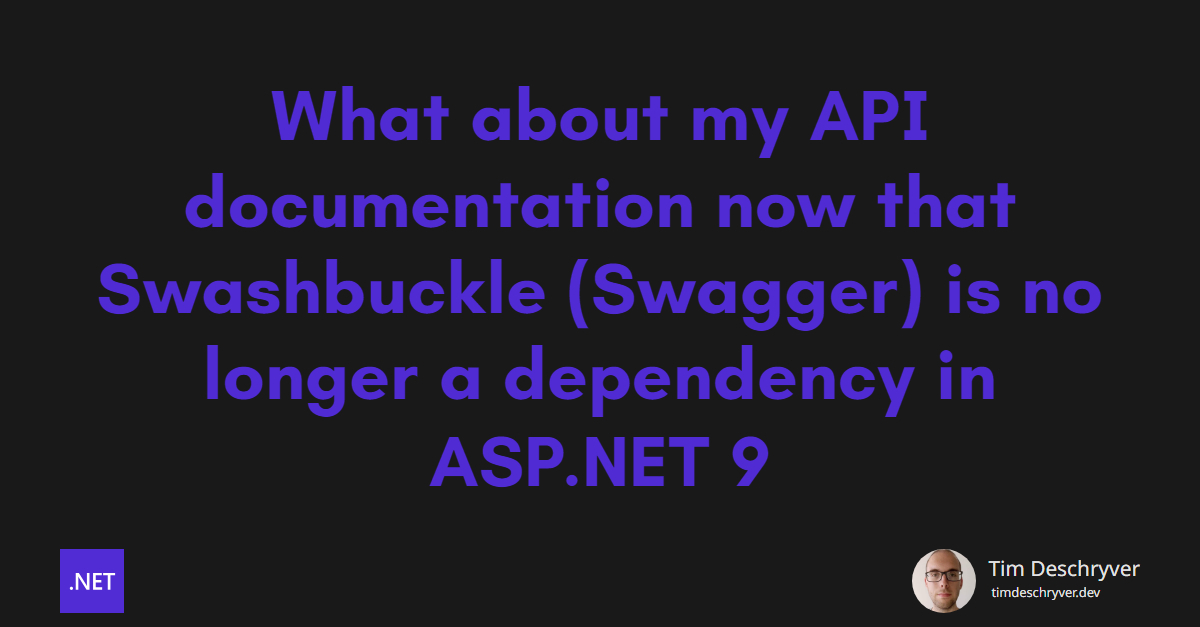 What about my API
documentation now that
Swashbuckle (Swagger) is no
longer a dependency in
ASP.NET 9
.NET
Tim Deschryver
timdeschryver.dev